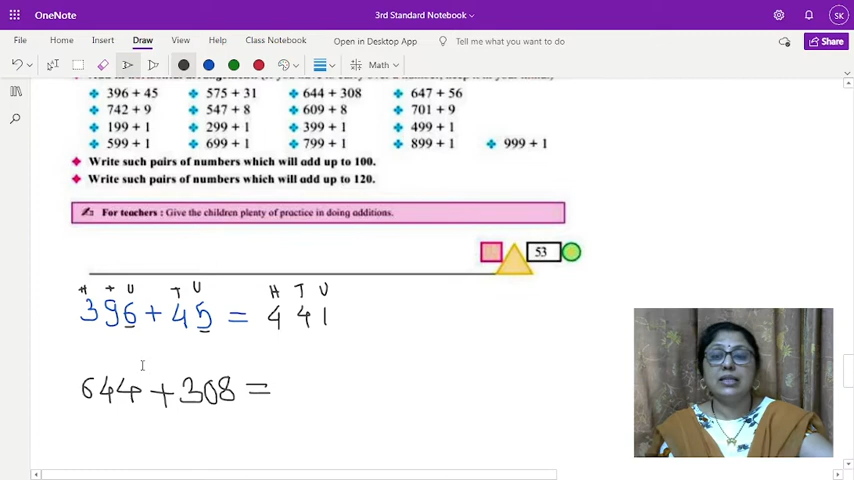 OneNote
3rd Standard Notebook
SK
File Home Insert Draw View Help Class Notebook Open in Desktop App Tell me what you want to do
Share
Math
396 + 45 575 + 31 644 + 308 647 + 56
742 + 9 547 + 8 609 + 8 701 + 9
199 + 1 299 + 1 399 + 1 499 + 1
599 + 1 699 + 1 799 + 1 899 + 1 999 + 1
Write such pairs of numbers which will add up to 100.
Write such pairs of numbers which will add up to 120.
For teachers : Give the children plenty of practice in doing additions.
53
H T U T U H T U
396 + 45 = 441
644 + 308 =